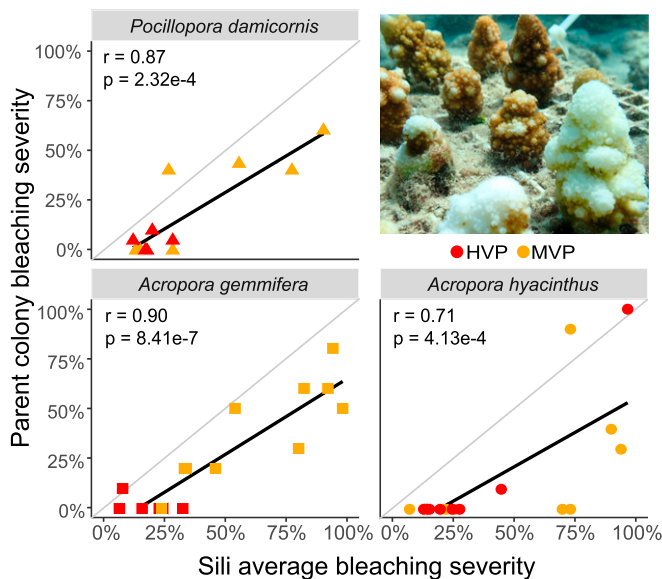 Pocillopora damicornis
100%
75%
50%
25%
0%
r = 0.87
p = 2.32e-4
HVP MVP
Parent colony bleaching severity
Acropora gemmifera
Acropora hyacinthus
100%
75%
50%
25%
0%
r = 0.90
p = 8.41e-7
r = 0.71
p = 4.13e-4
0% 25% 50% 75% 100%
0% 25% 50% 75% 100%
Sili average bleaching severity